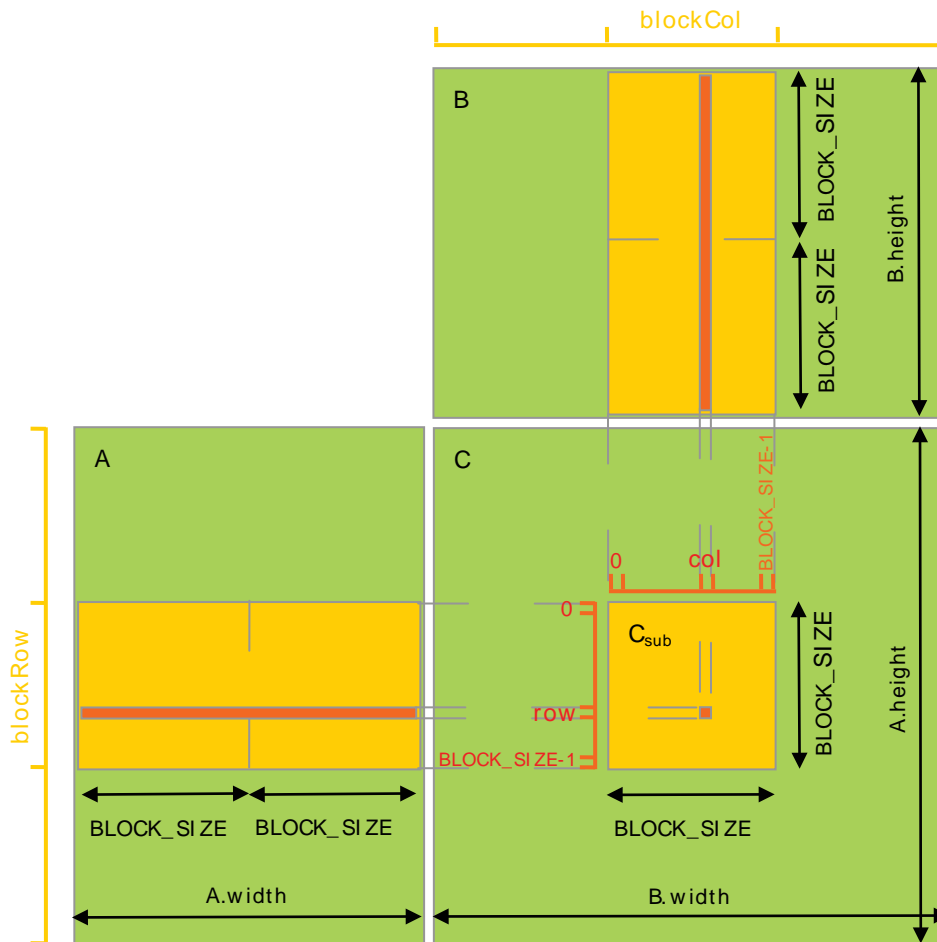 blockCol
B
BLOCK_SIZE
BLOCK_SIZE
B.height
A
C
BLOCK_SIZE-1
0
col
0
C_sub
row
BLOCK_SIZE-1
BLOCK_SIZE
A.height
blockRow
BLOCK_SIZE
BLOCK_SIZE
BLOCK_SIZE
A.width
B.width